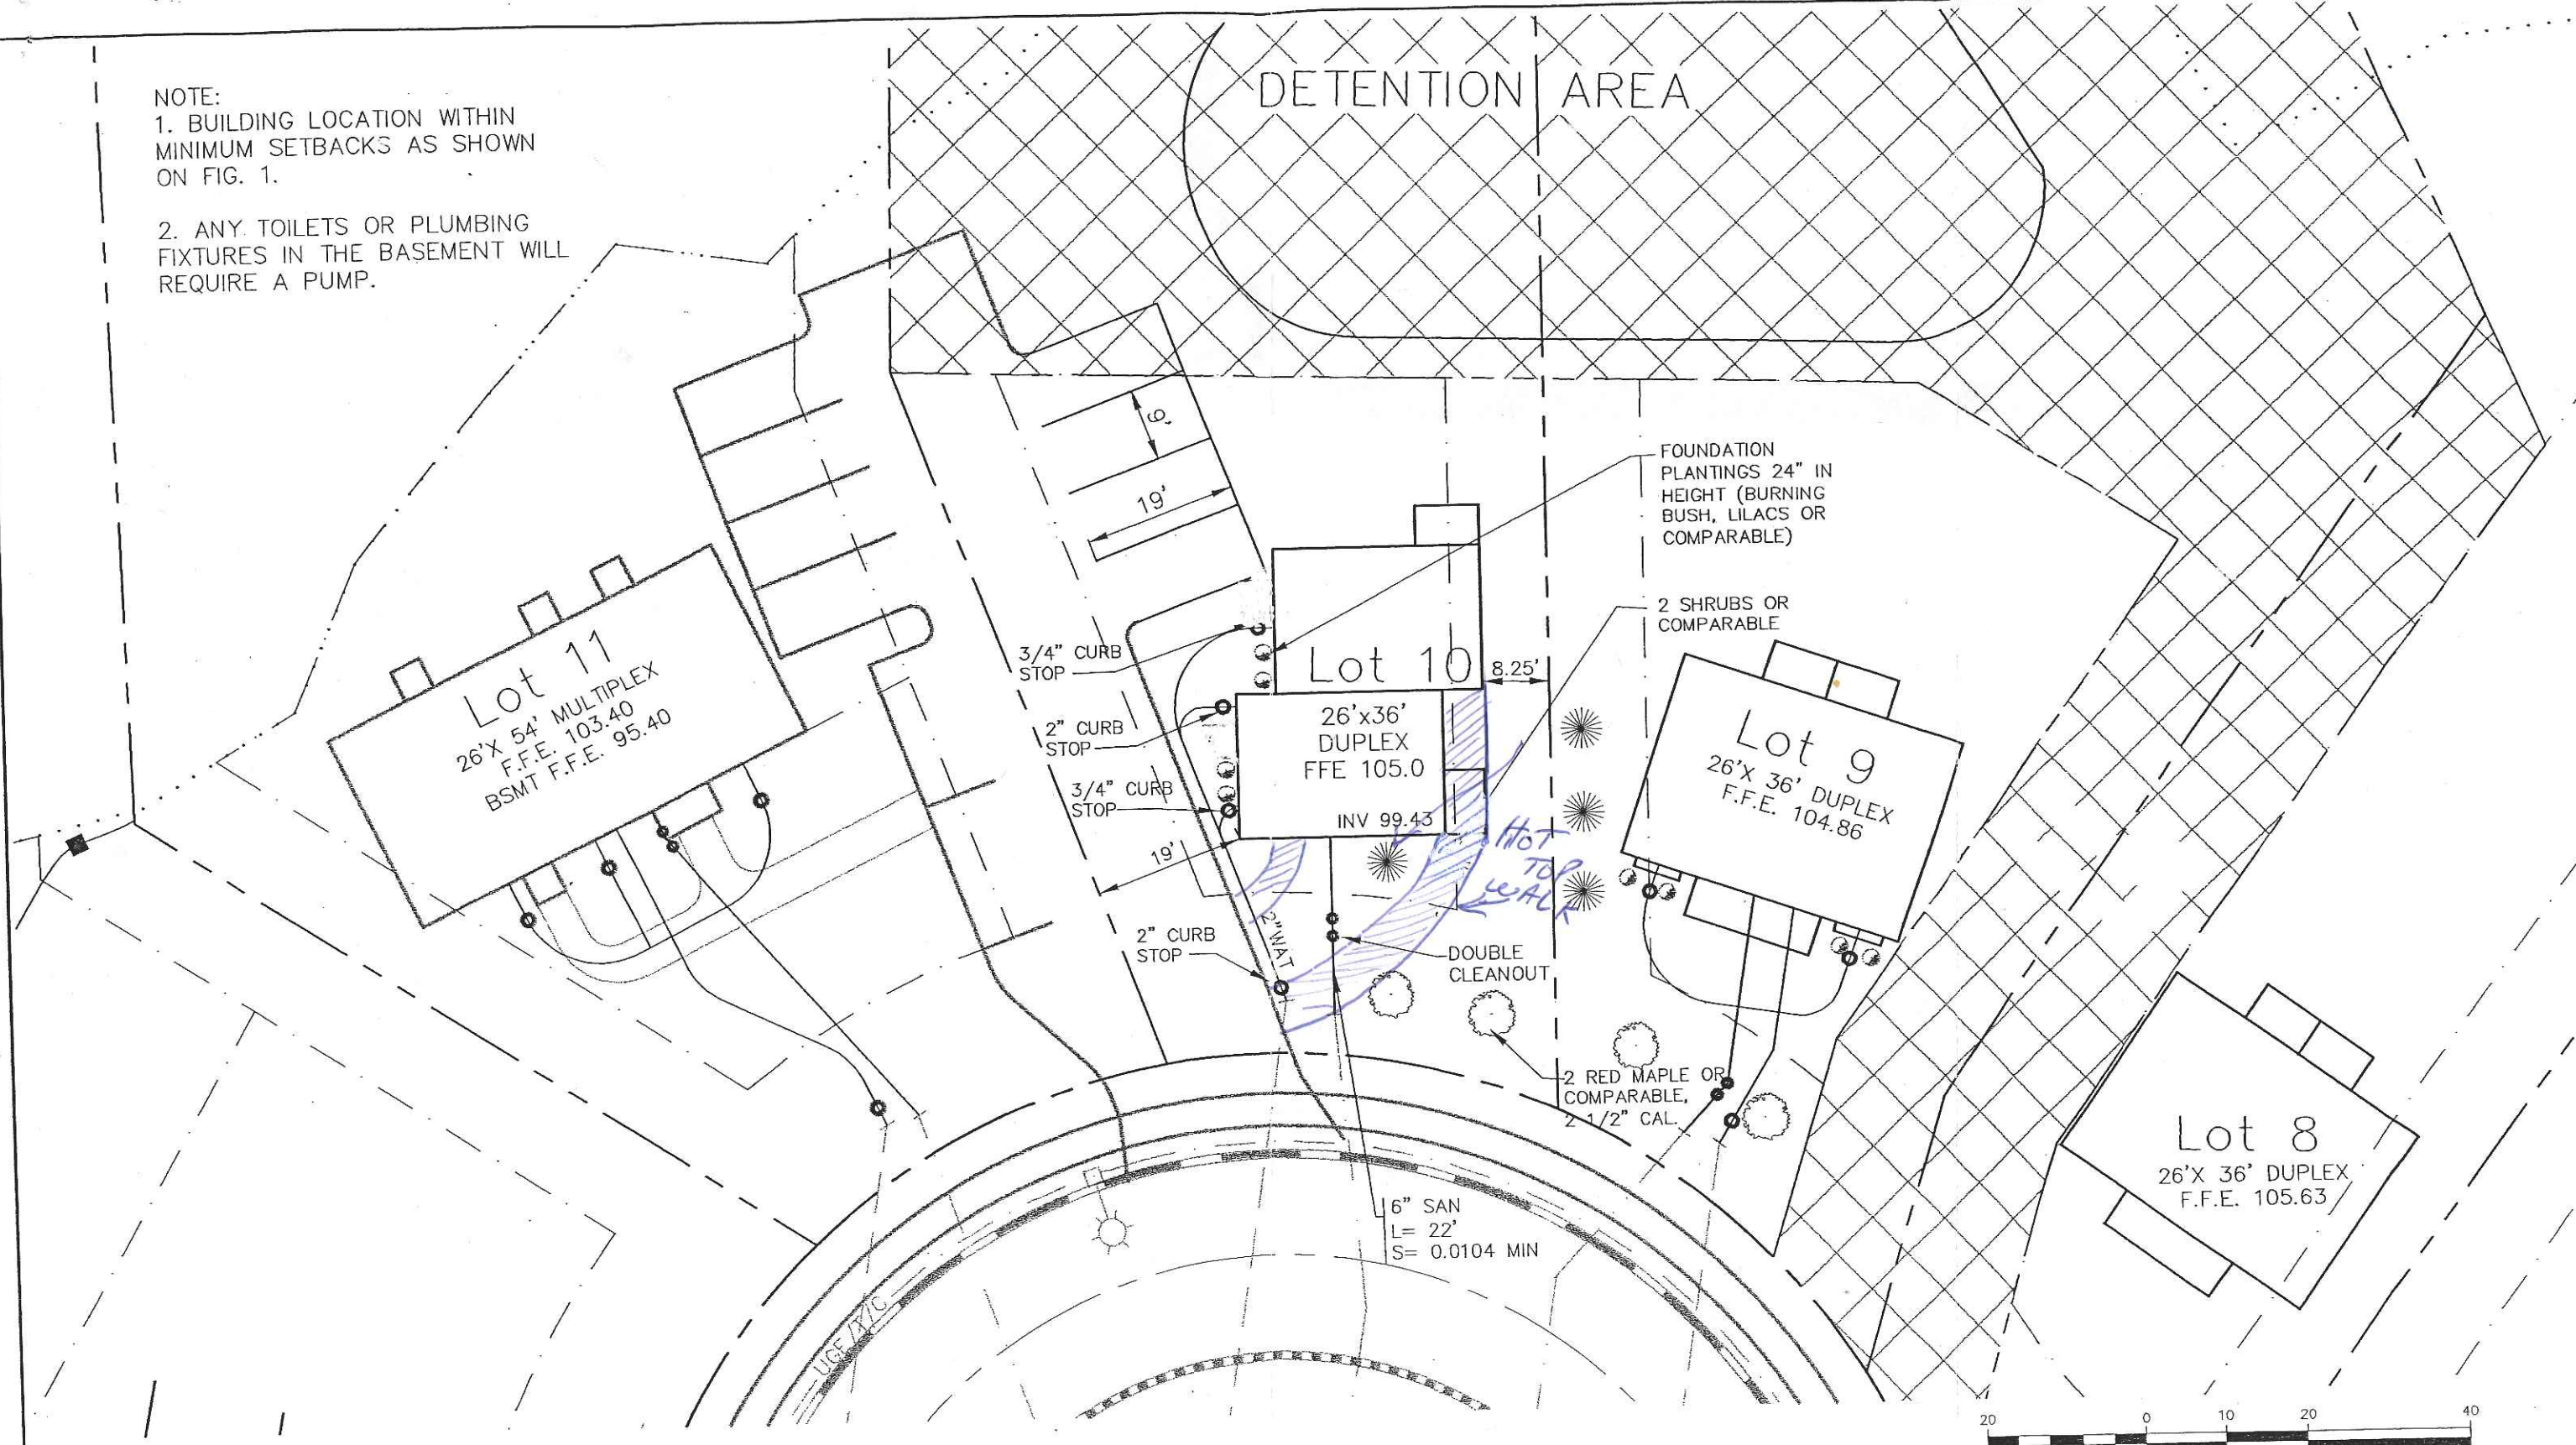 NOTE:
1. BUILDING LOCATION WITHIN
MINIMUM SETBACKS AS SHOWN
ON FIG. 1.
2. ANY TOILETS OR PLUMBING
FIXTURES IN THE BASEMENT WILL
REQUIRE A PUMP.
DETENTION AREA
9'
19'
FOUNDATION
PLANTINGS 24" IN
HEIGHT (BURNING
BUSH, LILACS OR
COMPARABLE)
2 SHRUBS OR
COMPARABLE
Lot 11
26'X 54' MULTIPLEX
F.F.E. 103.40
BSMT F.F.E. 95.40
3/4" CURB
STOP
2" CURB
STOP
3/4" CURB
STOP
19'
2" CURB
STOP
2"WAT
Lot 10
8.25'
26'x36'
DUPLEX
FFE 105.0
INV 99.43
HOT
TOP
WALK
DOUBLE
CLEANOUT
Lot 9
26'X 36' DUPLEX
F.F.E. 104.86
2 RED MAPLE OR
COMPARABLE,
2 1/2" CAL.
Lot 8
26'X 36' DUPLEX
F.F.E. 105.63
6" SAN
L= 22'
S= 0.0104 MIN
UGE/T/C
20 0 10 20 40